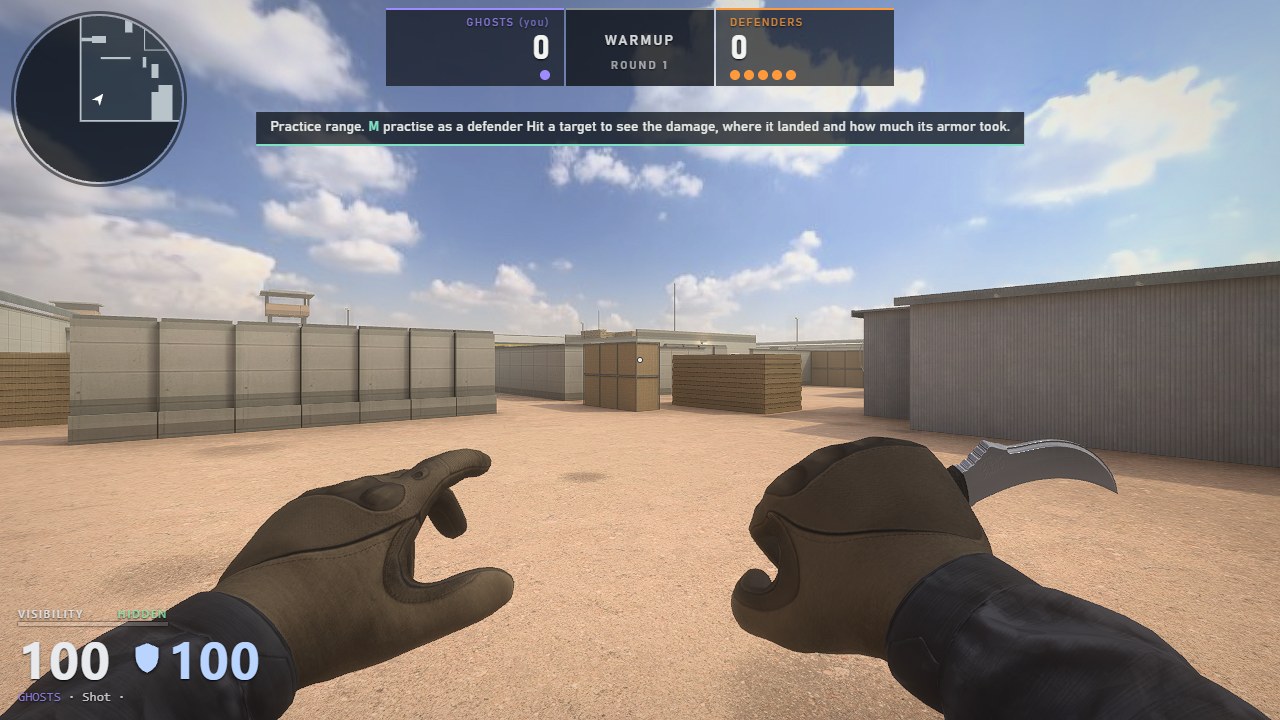 GHOSTS (you)
0
WARMUP
ROUND 1
DEFENDERS
0
Practice range. M practise as a defender Hit a target to see the damage, where it landed and how much its armor took.
VISIBILITY HIDDEN
100 100
GHOSTS · Shot ·